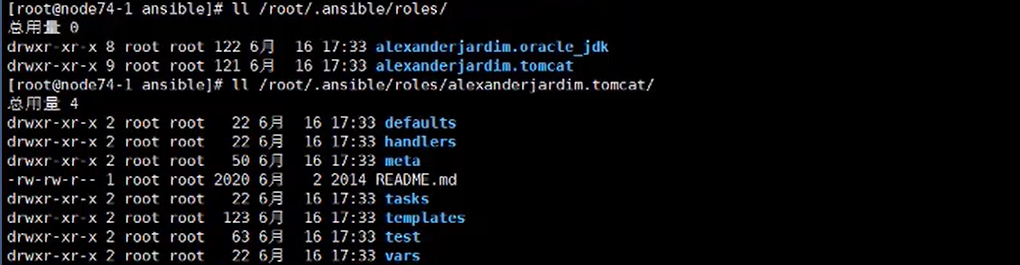 [root@node74-1 ansible]# ll /root/.ansible/roles/
总用量 0
drwxr-xr-x 8 root root 122 6月 16 17:33 alexanderjardim.oracle_jdk
drwxr-xr-x 9 root root 121 6月 16 17:33 alexanderjardim.tomcat
[root@node74-1 ansible]# ll /root/.ansible/roles/alexanderjardim.tomcat/
总用量 4
drwxr-xr-x 2 root root 22 6月 16 17:33 defaults
drwxr-xr-x 2 root root 22 6月 16 17:33 handlers
drwxr-xr-x 2 root root 50 6月 16 17:33 meta
-rw-rw-r-- 1 root root 2020 6月 2 2014 README.md
drwxr-xr-x 2 root root 22 6月 16 17:33 tasks
drwxr-xr-x 2 root root 123 6月 16 17:33 templates
drwxr-xr-x 2 root root 63 6月 16 17:33 test
drwxr-xr-x 2 root root 22 6月 16 17:33 vars